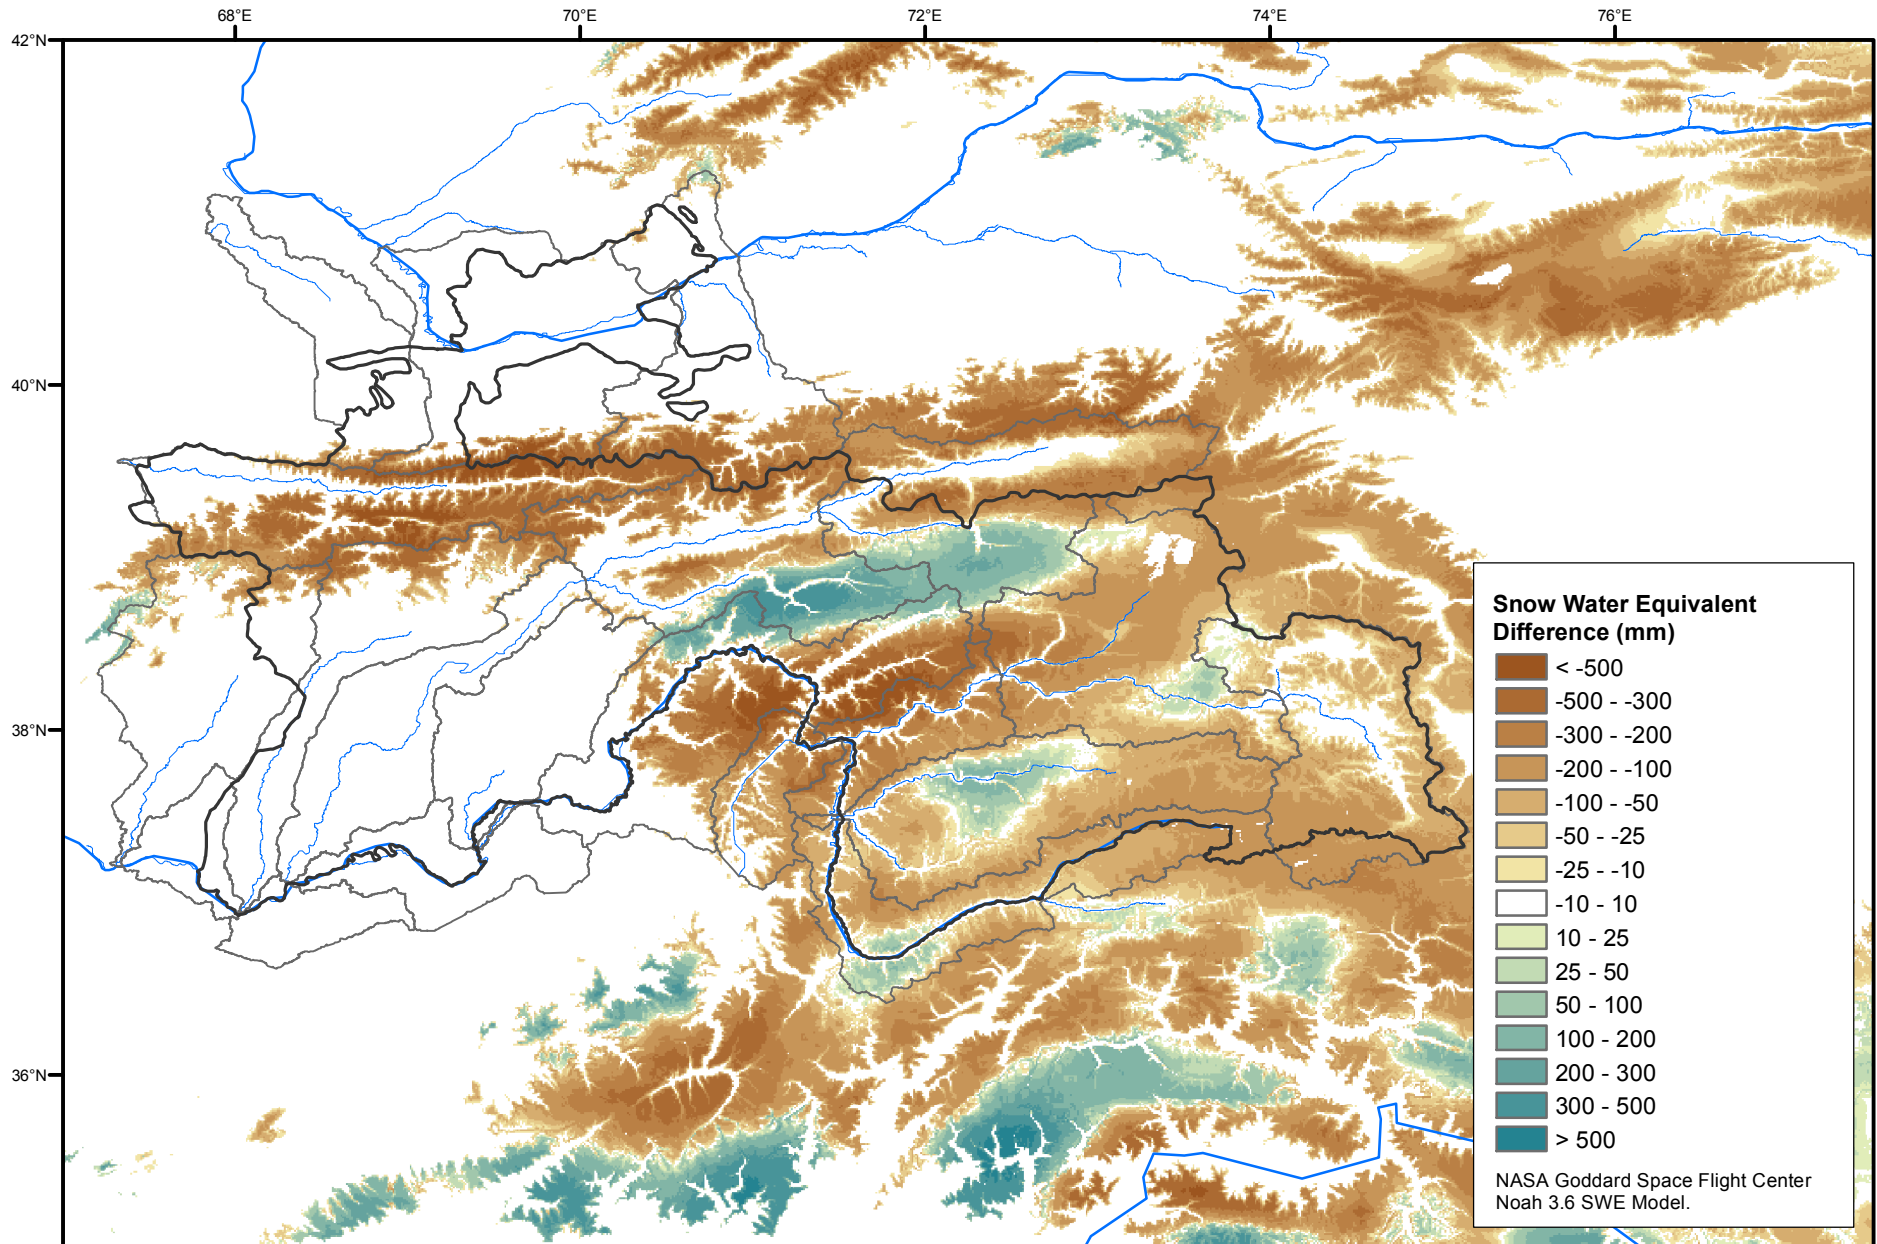 68°E 70°E 72°E 74°E 76°E
42°N
40°N
38°N
36°N
Snow Water Equivalent
Difference (mm)
< -500
-500 - -300
-300 - -200
-200 - -100
-100 - -50
-50 - -25
-25 - -10
-10 - 10
10 - 25
25 - 50
50 - 100
100 - 200
200 - 300
300 - 500
> 500
NASA Goddard Space Flight Center
Noah 3.6 SWE Model.